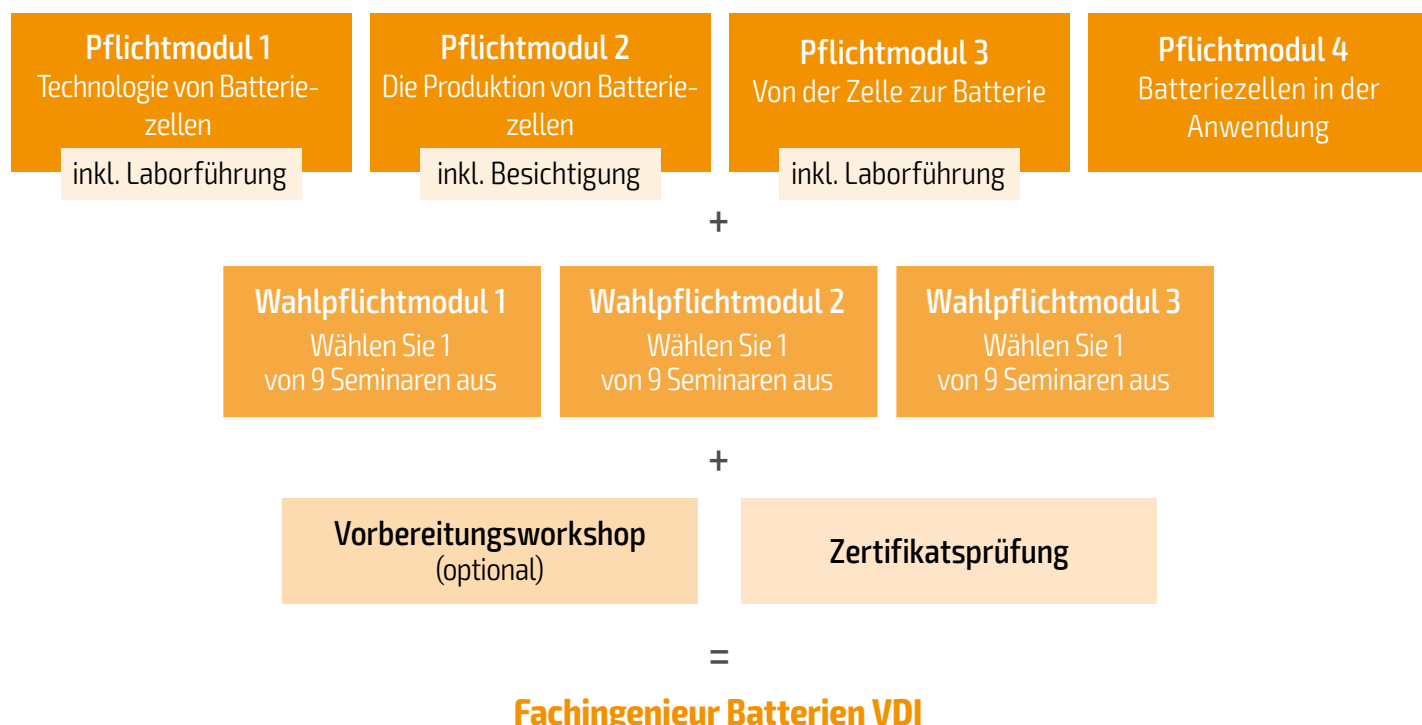 Pflichtmodul 1
Technologie von Batterie-
zellen
inkl. Laborführung
Pflichtmodul 2
Die Produktion von Batterie-
zellen
inkl. Besichtigung
Pflichtmodul 3
Von der Zelle zur Batterie
inkl. Laborführung
Pflichtmodul 4
Batteriezellen in der
Anwendung
+
Wahlpflichtmodul 1
Wählen Sie 1
von 9 Seminaren aus
Wahlpflichtmodul 2
Wählen Sie 1
von 9 Seminaren aus
Wahlpflichtmodul 3
Wählen Sie 1
von 9 Seminaren aus
+
Vorbereitungsworkshop
(optional)
Zertifikatsprüfung
=
Fachingenieur Batterien VDI